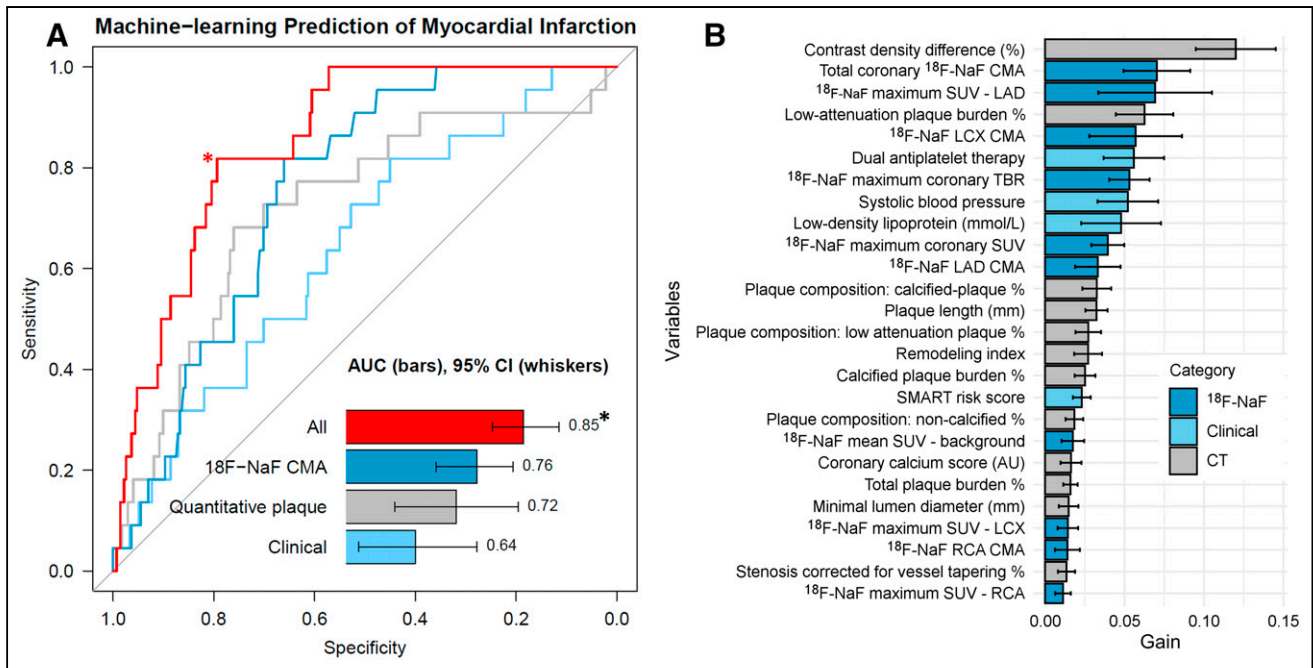 A
Machine-learning Prediction of Myocardial Infarction
1.0
0.8
0.6
0.4
0.2
0.0
Sensitivity
*
AUC (bars), 95% CI (whiskers)
All
0.85*
18F-NaF CMA
0.76
Quantitative plaque
0.72
Clinical
0.64
1.0 0.8 0.6 0.4 0.2 0.0
Specificity
B
Variables
Contrast density difference (%)
Total coronary ¹⁸F-NaF CMA
¹⁸F-NaF maximum SUV - LAD
Low-attenuation plaque burden %
¹⁸F-NaF LCX CMA
Dual antiplatelet therapy
¹⁸F-NaF maximum coronary TBR
Systolic blood pressure
Low-density lipoprotein (mmol/L)
¹⁸F-NaF maximum coronary SUV
¹⁸F-NaF LAD CMA
Plaque composition: calcified-plaque %
Plaque length (mm)
Plaque composition: low attenuation plaque %
Remodeling index
Calcified plaque burden %
SMART risk score
Plaque composition: non-calcified %
¹⁸F-NaF mean SUV - background
Coronary calcium score (AU)
Total plaque burden %
Minimal lumen diameter (mm)
¹⁸F-NaF maximum SUV - LCX
¹⁸F-NaF RCA CMA
Stenosis corrected for vessel tapering %
¹⁸F-NaF maximum SUV - RCA
Category
¹⁸F-NaF
Clinical
CT
0.00 0.05 0.10 0.15
Gain